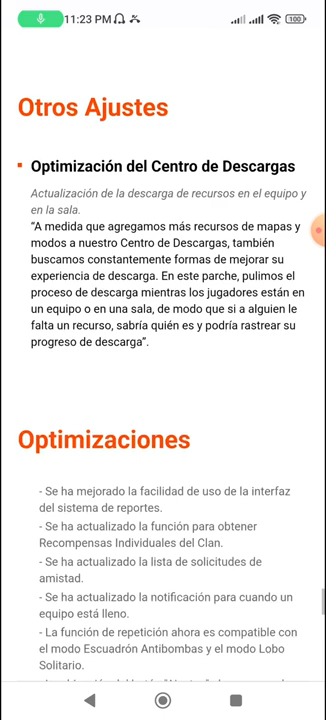 11:23 PM
100
Otros Ajustes
Optimización del Centro de Descargas
Actualización de la descarga de recursos en el equipo y
en la sala.
“A medida que agregamos más recursos de mapas y
modos a nuestro Centro de Descargas, también
buscamos constantemente formas de mejorar su
experiencia de descarga. En este parche, pulimos el
proceso de descarga mientras los jugadores están en
un equipo o en una sala, de modo que si a alguien le
falta un recurso, sabría quién es y podría rastrear su
progreso de descarga”.
Optimizaciones
- Se ha mejorado la facilidad de uso de la interfaz
del sistema de reportes.
- Se ha actualizado la función para obtener
Recompensas Individuales del Clan.
- Se ha actualizado la lista de solicitudes de
amistad.
- Se ha actualizado la notificación para cuando un
equipo está lleno.
- La función de repetición ahora es compatible con
el modo Escuadrón Antibombas y el modo Lobo
Solitario.